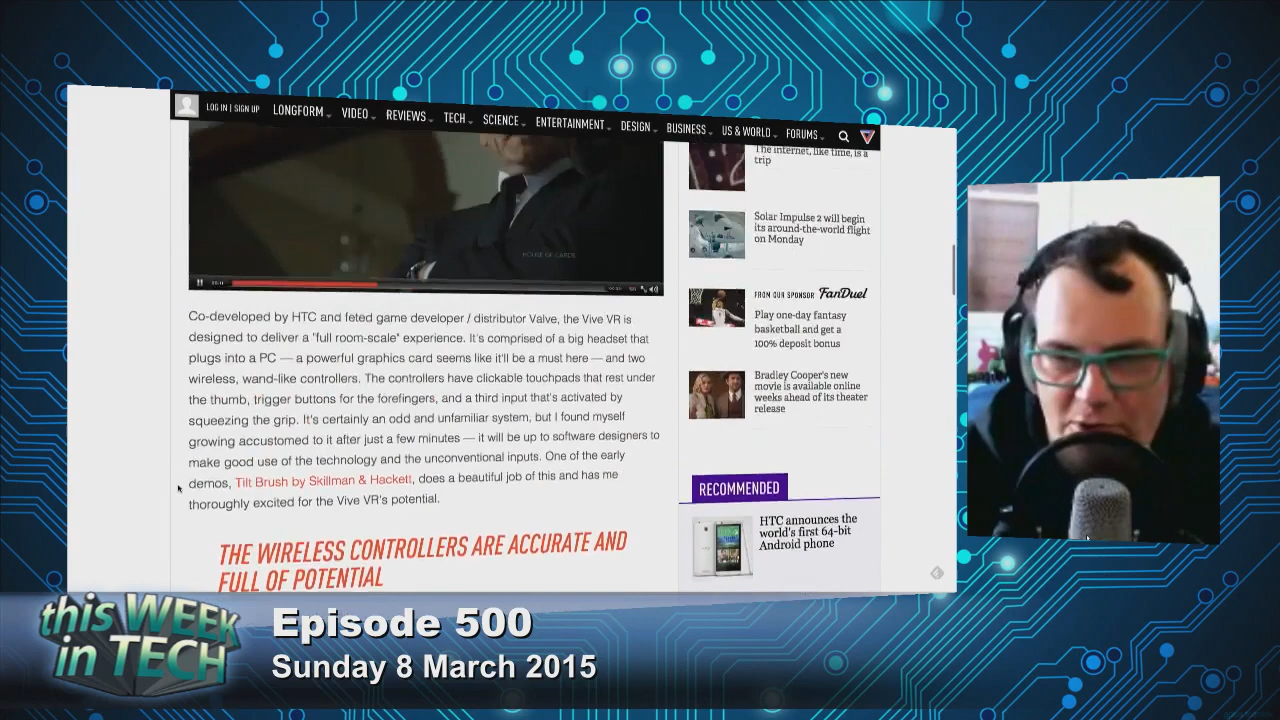 LOG IN | SIGN UP LONGFORM VIDEO REVIEWS TECH SCIENCE ENTERTAINMENT DESIGN BUSINESS US & WORLD FORUMS
HOUSE OF CARDS
Co-developed by HTC and feted game developer / distributor Valve, the Vive VR is
designed to deliver a "full room-scale" experience. It's comprised of a big headset that
plugs into a PC — a powerful graphics card seems like it'll be a must here — and two
wireless, wand-like controllers. The controllers have clickable touchpads that rest under
the thumb, trigger buttons for the forefingers, and a third input that's activated by
squeezing the grip. It's certainly an odd and unfamiliar system, but I found myself
growing accustomed to it after just a few minutes — it will be up to software designers to
make good use of the technology and the unconventional inputs. One of the early
demos, Tilt Brush by Skillman & Hackett, does a beautiful job of this and has me
thoroughly excited for the Vive VR's potential.
THE WIRELESS CONTROLLERS ARE ACCURATE AND
FULL OF POTENTIAL
The internet, like time, is a
trip
Solar Impulse 2 will begin
its around-the-world flight
on Monday
FROM OUR SPONSOR FanDuel
Play one-day fantasy
basketball and get a
100% deposit bonus
Bradley Cooper's new
movie is available online
weeks ahead of its theater
release
RECOMMENDED
HTC announces the
world's first 64-bit
Android phone
this WEEK
in TECH
Episode 500
Sunday 8 March 2015